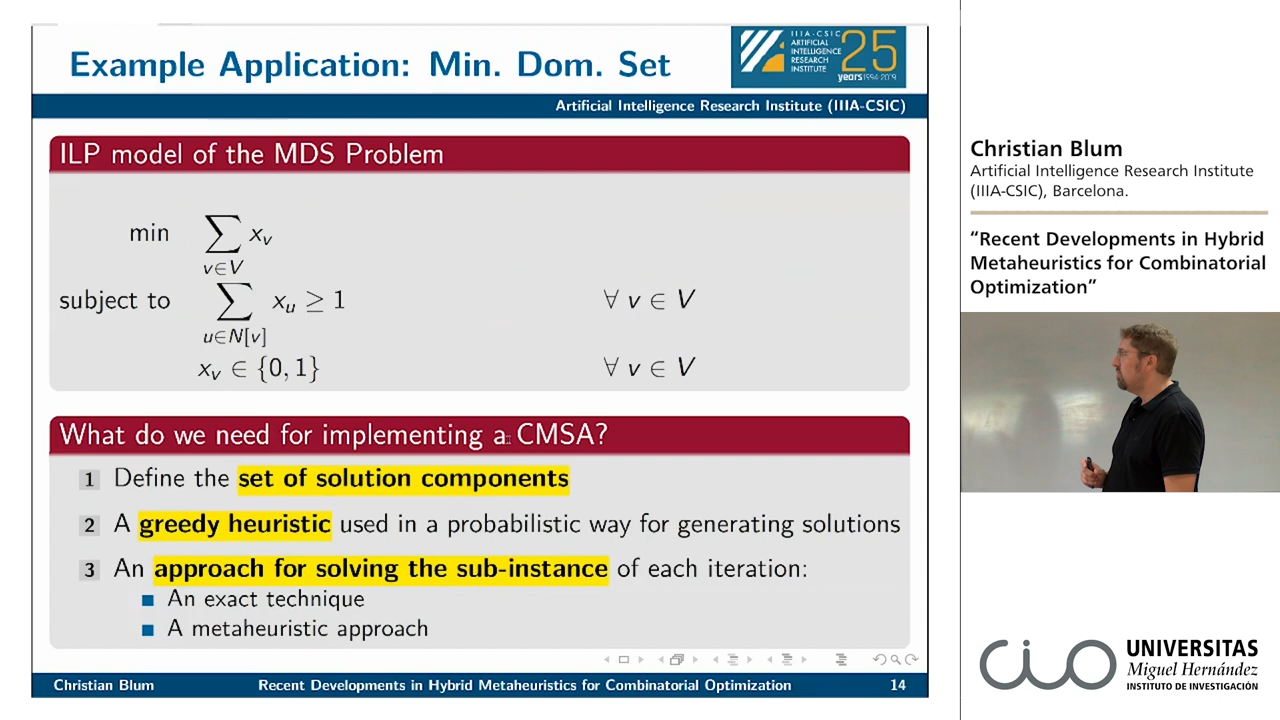 Example Application: Min. Dom. Set
IIIA-CSIC
ARTIFICIAL
INTELLIGENCE
RESEARCH
INSTITUTE
25
years 1994-2019
Artificial Intelligence Research Institute (IIIA-CSIC)
ILP model of the MDS Problem
min ∑ x_v
v∈V
subject to ∑ x_u ≥ 1 ∀ v ∈ V
u∈N[v]
x_v ∈ {0, 1} ∀ v ∈ V
What do we need for implementing a CMSA?
1 Define the set of solution components
2 A greedy heuristic used in a probabilistic way for generating solutions
3 An approach for solving the sub-instance of each iteration:
An exact technique
A metaheuristic approach
Christian Blum Recent Developments in Hybrid Metaheuristics for Combinatorial Optimization 14
Christian Blum
Artificial Intelligence Research Institute
(IIIA-CSIC), Barcelona.
“Recent Developments in Hybrid
Metaheuristics for Combinatorial
Optimization”
cio
UNIVERSITAS
Miguel Hernández
INSTITUTO DE INVESTIGACIÓN